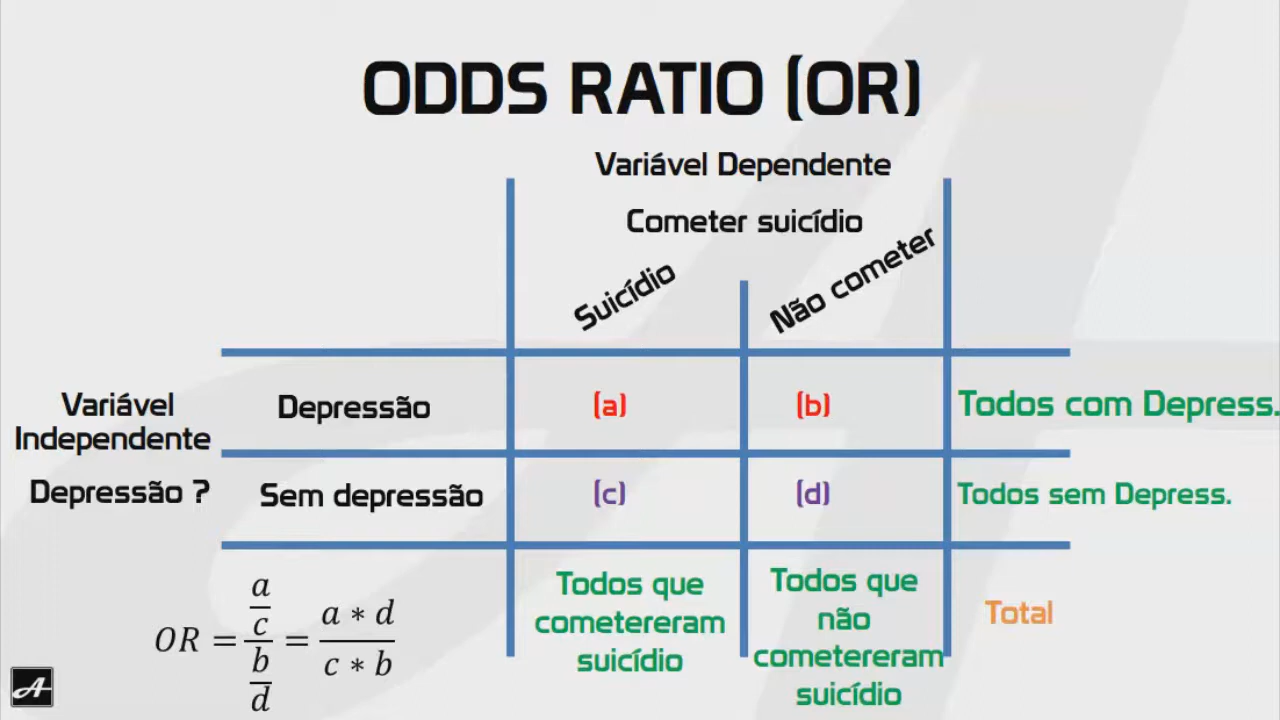 ODDS RATIO (OR)
Variável Dependente
Cometer suicídio
Suicídio
Não cometer
Variável
Independente
Depressão ?
Depressão
(a)
(b)
Todos com Depress.
Sem depressão
(c)
(d)
Todos sem Depress.
Todos que
cometereram
suicídio
Todos que
não
cometereram
suicídio
Total
OR = (a/c)/(b/d) = (a * d)/(c * b)
A